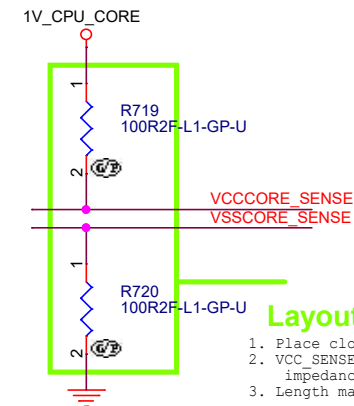 1V_CPU_CORE
1
R719
100R2F-L1-GP-U
2
G/P
VCCCORE_SENSE
VSSCORE_SENSE
1
R720
100R2F-L1-GP-U
2
G/P
Layout
1. Place clo
2. VCC_SENSE
impedanc
3. Length ma